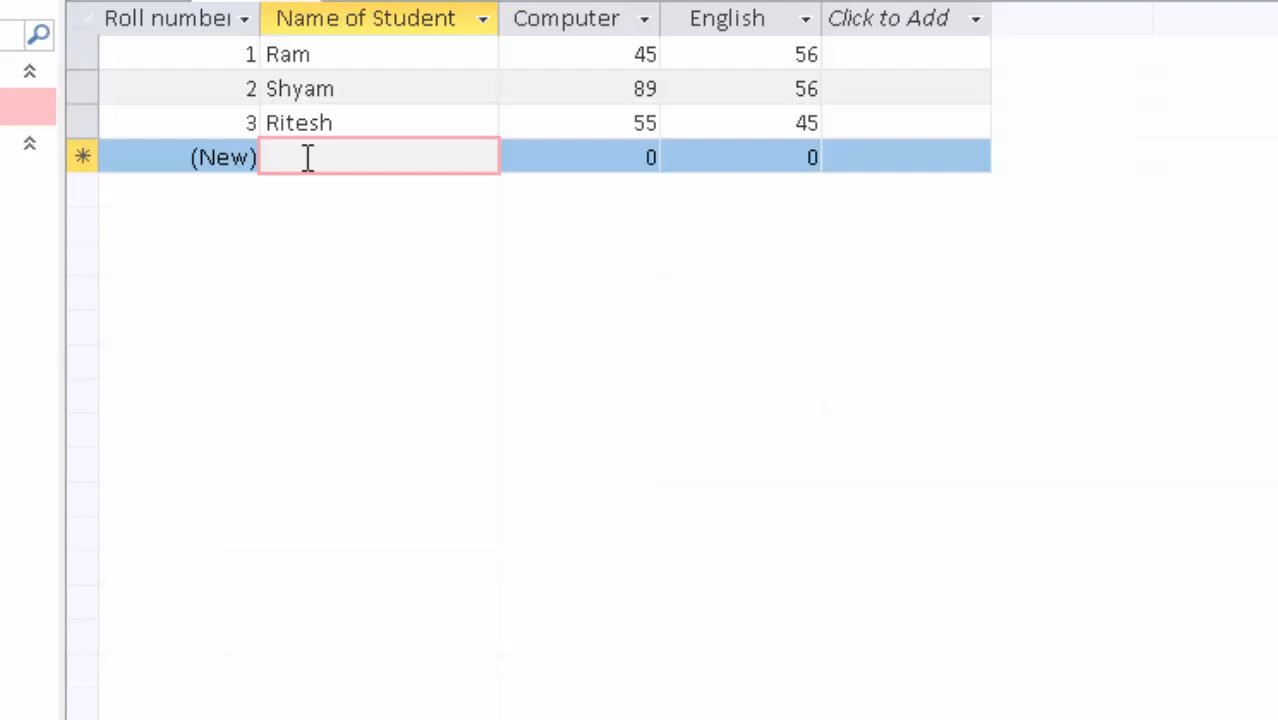 Roll number Name of Student Computer English Click to Add
1 Ram 45 56
2 Shyam 89 56
3 Ritesh 55 45
(New) 0 0